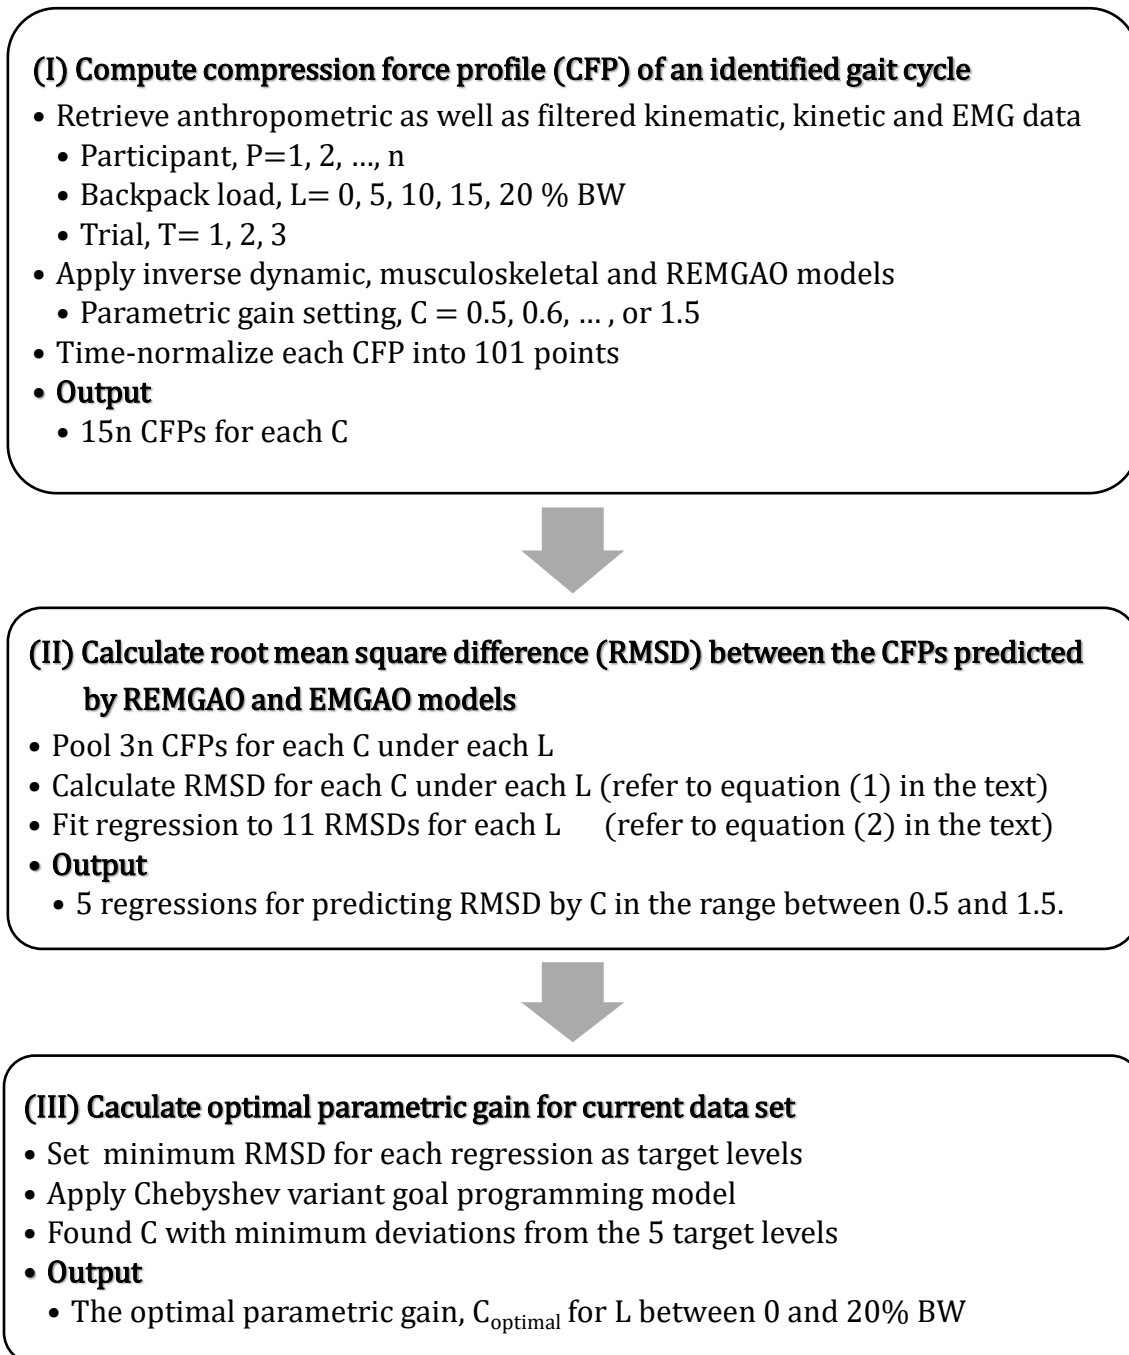 (I) Compute compression force profile (CFP) of an identified gait cycle
• Retrieve anthropometric as well as filtered kinematic, kinetic and EMG data
• Participant, P=1, 2, ..., n
• Backpack load, L= 0, 5, 10, 15, 20 % BW
• Trial, T= 1, 2, 3
• Apply inverse dynamic, musculoskeletal and REMGAO models
• Parametric gain setting, C = 0.5, 0.6, ... , or 1.5
• Time-normalize each CFP into 101 points
• Output
• 15n CFPs for each C
(II) Calculate root mean square difference (RMSD) between the CFPs predicted
by REMGAO and EMGAO models
• Pool 3n CFPs for each C under each L
• Calculate RMSD for each C under each L (refer to equation (1) in the text)
• Fit regression to 11 RMSDs for each L (refer to equation (2) in the text)
• Output
• 5 regressions for predicting RMSD by C in the range between 0.5 and 1.5.
(III) Caculate optimal parametric gain for current data set
• Set minimum RMSD for each regression as target levels
• Apply Chebyshev variant goal programming model
• Found C with minimum deviations from the 5 target levels
• Output
• The optimal parametric gain, Coptimal for L between 0 and 20% BW